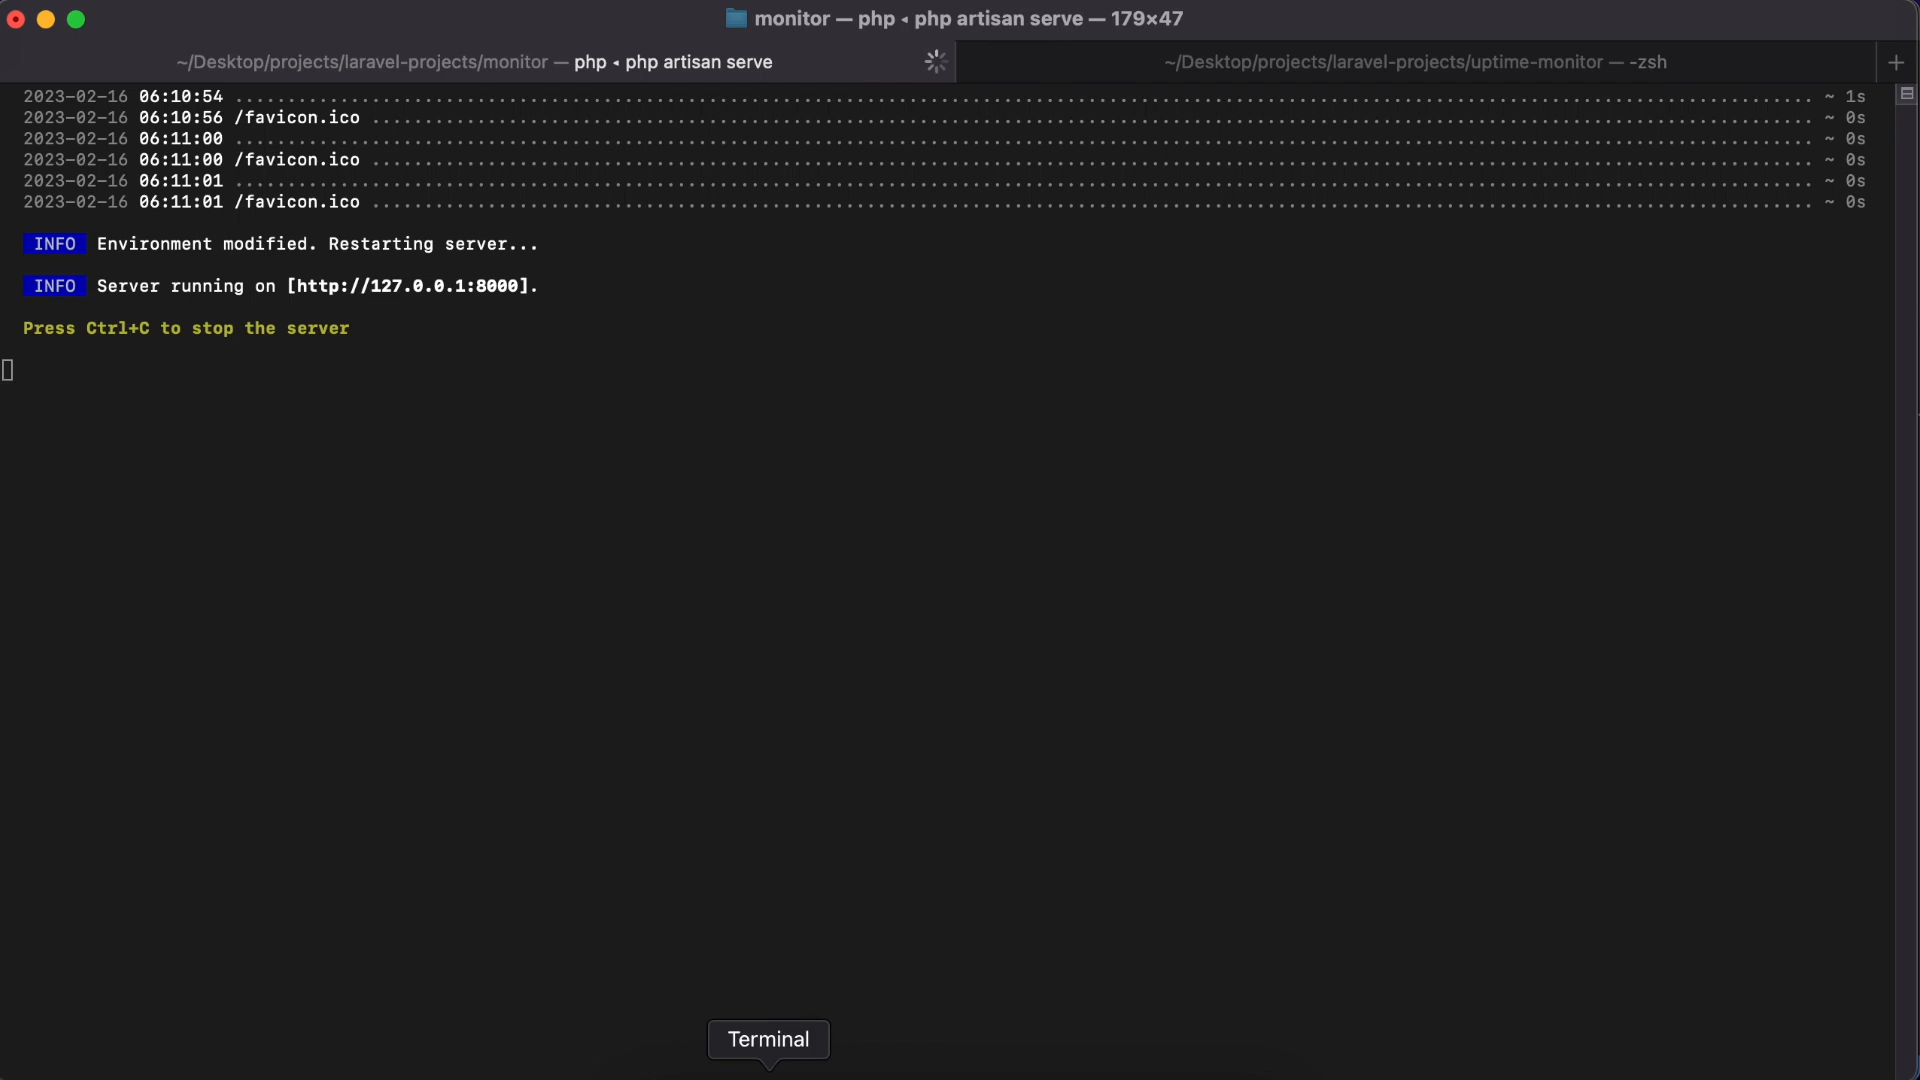 monitor — php ◂ php artisan serve — 179×47
~/Desktop/projects/laravel-projects/monitor — php ◂ php artisan serve
~/Desktop/projects/laravel-projects/uptime-monitor — -zsh
2023-02-16 06:10:54 ........ ~ 1s
2023-02-16 06:10:56 /favicon.ico ........ ~ 0s
2023-02-16 06:11:00 ........ ~ 0s
2023-02-16 06:11:00 /favicon.ico ........ ~ 0s
2023-02-16 06:11:01 ........ ~ 0s
2023-02-16 06:11:01 /favicon.ico ........ ~ 0s
INFO Environment modified. Restarting server...
INFO Server running on [http://127.0.0.1:8000].
Press Ctrl+C to stop the server
Terminal